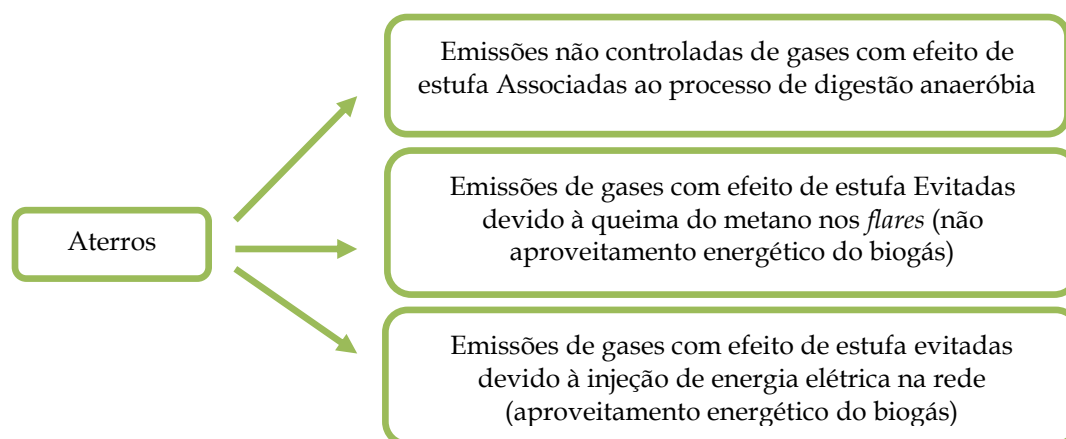 Emissões não controladas de gases com efeito de
estufa Associadas ao processo de digestão anaeróbia
Emissões de gases com efeito de estufa Evitadas
devido à queima do metano nos flares (não
aproveitamento energético do biogás)
Aterros
Emissões de gases com efeito de estufa evitadas
devido à injeção de energia elétrica na rede
(aproveitamento energético do biogás)